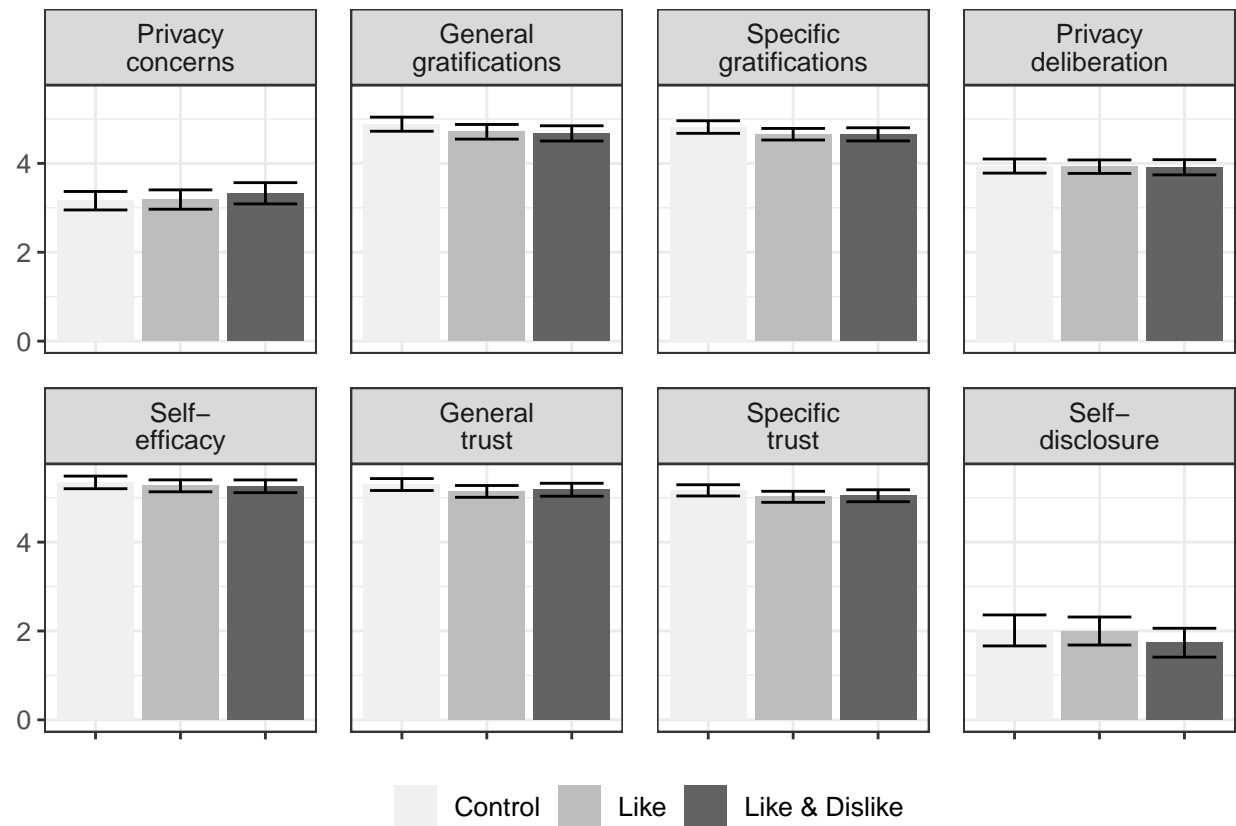 Privacy
concerns
General
gratifications
Specific
gratifications
Privacy
deliberation
4
2
0
Self−
efficacy
General
trust
Specific
trust
Self−
disclosure
4
2
0
Control
Like
Like & Dislike